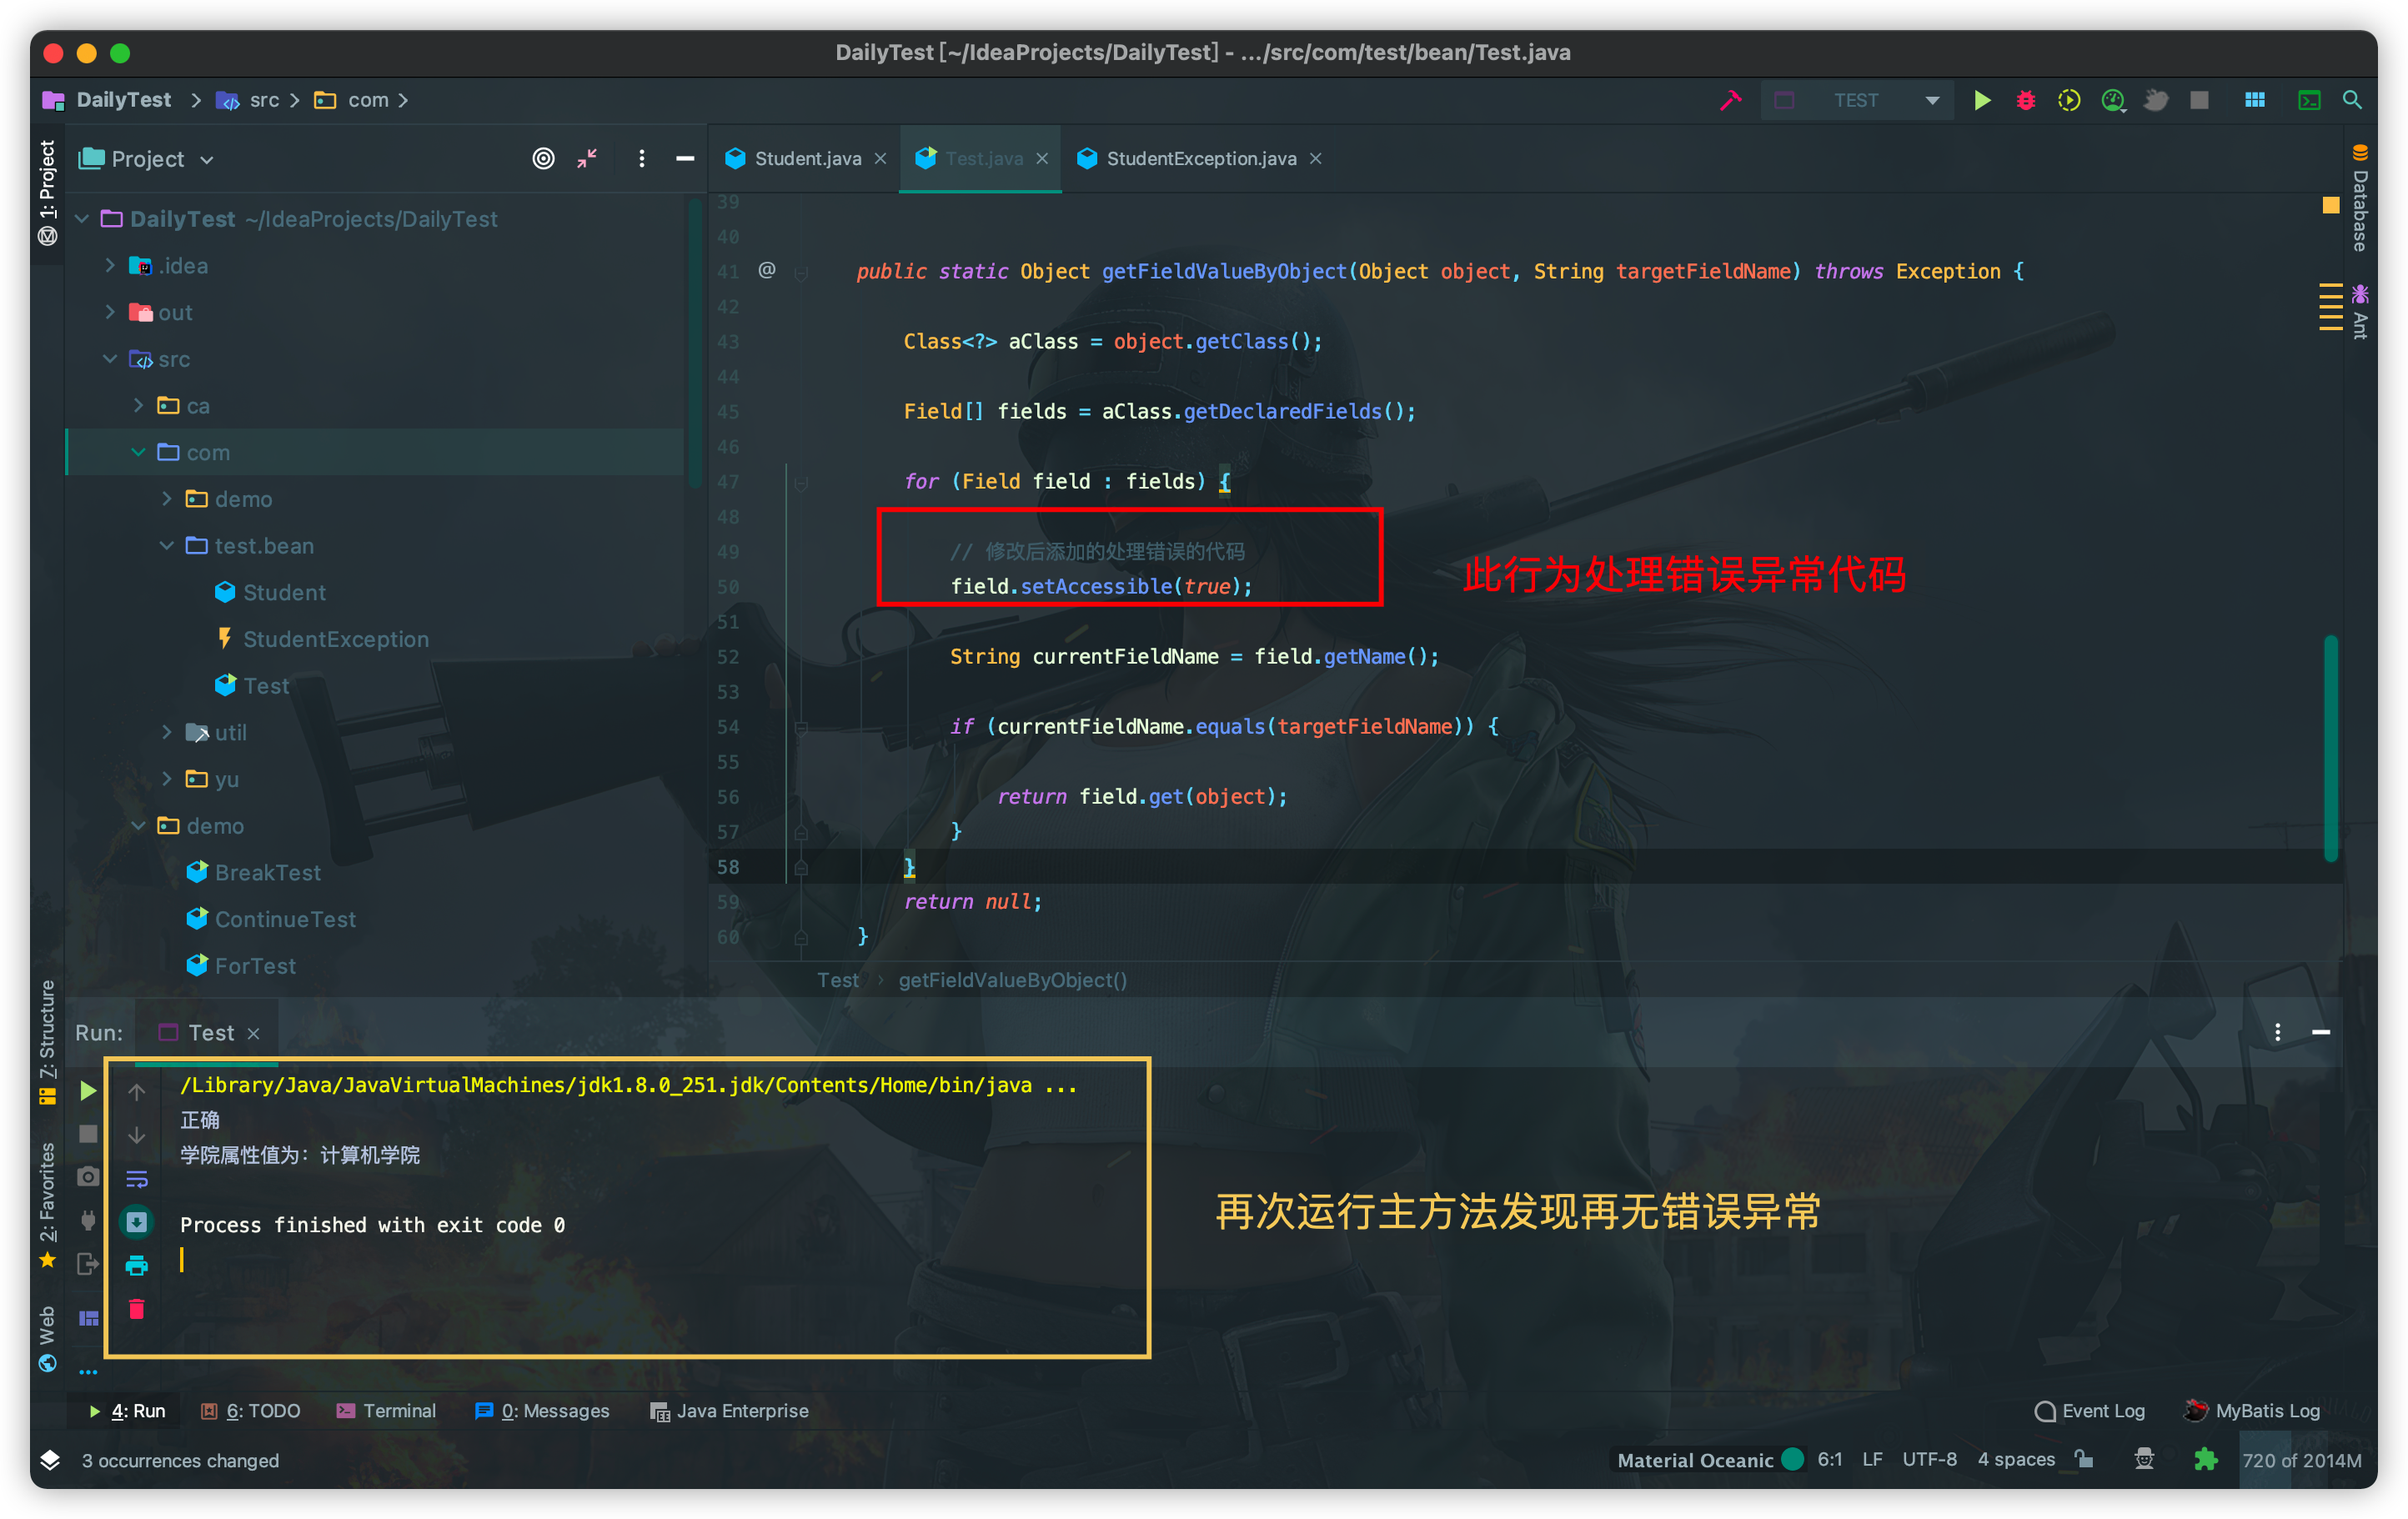 DailyTest [~/IdeaProjects/DailyTest] - .../src/com/test/bean/Test.java
DailyTest src com
TEST
1: Project
Project
Student.java
Test.java
StudentException.java
Database
Ant
DailyTest ~/IdeaProjects/DailyTest
.idea
out
src
ca
com
demo
test.bean
Student
StudentException
Test
util
yu
demo
BreakTest
ContinueTest
ForTest
39
40
41 @ public static Object getFieldValueByObject(Object object, String targetFieldName) throws Exception {
42
43 Class<?> aClass = object.getClass();
44
45 Field[] fields = aClass.getDeclaredFields();
46
47 for (Field field : fields) {
48
49 // 修改后添加的处理错误的代码
50 field.setAccessible(true);
此行为处理错误异常代码
51
52 String currentFieldName = field.getName();
53
54 if (currentFieldName.equals(targetFieldName)) {
55
56 return field.get(object);
57 }
58 }
59 return null;
60 }
Test getFieldValueByObject()
7: Structure
2: Favorites
Web
Run: Test
/Library/Java/JavaVirtualMachines/jdk1.8.0_251.jdk/Contents/Home/bin/java ...
正确
学院属性值为：计算机学院
Process finished with exit code 0
再次运行主方法发现再无错误异常
4: Run 6: TODO Terminal 0: Messages Java Enterprise
Event Log MyBatis Log
3 occurrences changed
Material Oceanic 6:1 LF UTF-8 4 spaces 720 of 2014M